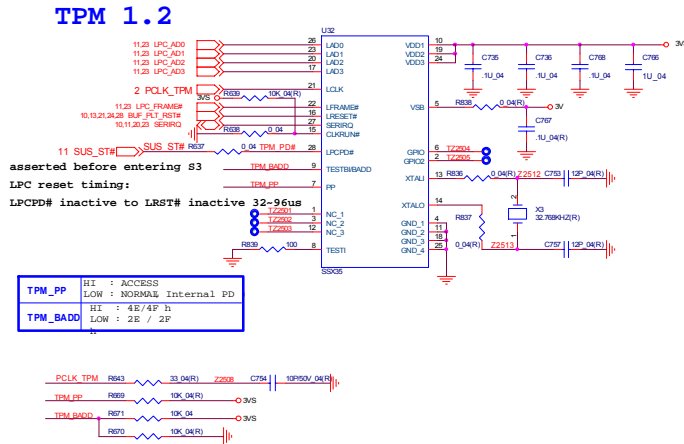 TPM 1.2
U32
11,23 LPC_AD0 26 LAD0 VDD1 10 3VS
11,23 LPC_AD1 23 LAD1 VDD2 19
11,23 LPC_AD2 20 LAD2 VDD3 24
11,23 LPC_AD3 17 LAD3
C735 C736 C768 C766
.1U_04 .1U_04 .1U_04 1U_04
2 PCLK_TPM 21 LCLK
3VS R639 10K_04(R)
11,23 LPC_FRAME# 22 LFRAME# VSB 5 R838 0_04(R) 3V
10,13,21,24,28 BUF_PLT_RST# 16 LRESET#
10,11,20,23 SERIRQ 27 SERIRQ
R638 0_04 15 CLKRUN#
C767
.1U_04(R)
11 SUS_ST# SUS_ST# R637 0_04 TPM_PD# 28 LPCPD#
GPIO 6 TZ2504
GPIO2 2 TZ2505
asserted before entering S3 TPM_BADD 9 TESTBI/BADD
XTALI 13 R836 0_04(R) Z2512 C753 12P_04(R)
LPC reset timing: TPM_PP 7 PP
LPCPD# inactive to LRST# inactive 32~96us
XTALO 14
R837
0_04(R)
2
X3
32.768KHZ(R)
1
TZ2501 1 NC_1 GND_1 4
TZ2502 3 NC_2 GND_2 11
TZ2503 12 NC_3 GND_3 18
GND_4 25
R839 100 8 TESTI
Z2513 C757 12P_04(R)
SSX35
TPM_PP HI : ACCESS
LOW : NORMAL, Internal PD
TPM_BADD HI : 4E/4F h
LOW : 2E / 2F
h
PCLK_TPM R643 33_04(R) Z2508 C754 10P/50V_04(R)
TPM_PP R669 10K_04(R) 3VS
TPM_BADD R671 10K_04 3VS
R670 10K_04(R)